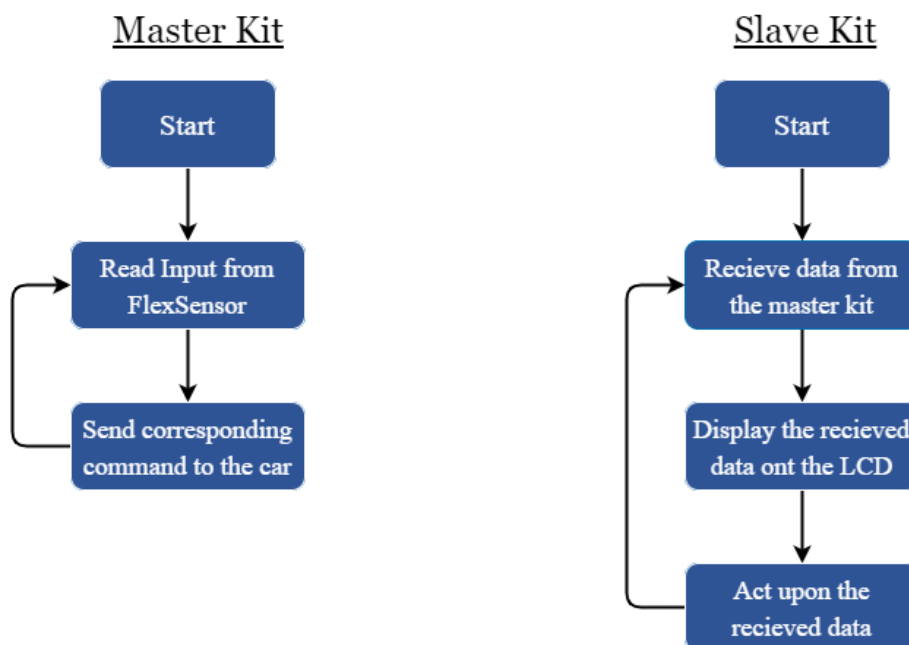 Master Kit
Start
Read Input from
FlexSensor
Send corresponding
command to the car
Slave Kit
Start
Recieve data from
the master kit
Display the recieved
data ont the LCD
Act upon the
recieved data